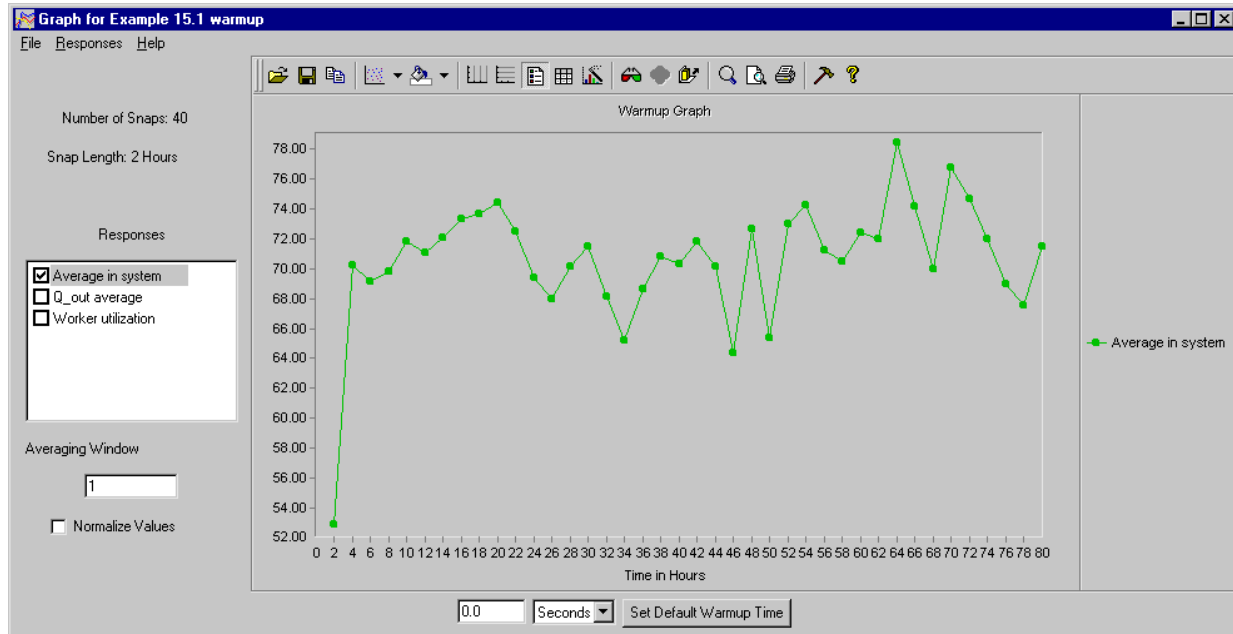 Graph for Example 15.1 warmup
File Responses Help
Number of Snaps: 40
Snap Length: 2 Hours
Responses
Average in system
Q_out average
Worker utilization
Averaging Window
1
Normalize Values
Warmup Graph
78.00
76.00
74.00
72.00
70.00
68.00
66.00
64.00
62.00
60.00
58.00
56.00
54.00
52.00
0 2 4 6 8 10 12 14 16 18 20 22 24 26 28 30 32 34 36 38 40 42 44 46 48 50 52 54 56 58 60 62 64 66 68 70 72 74 76 78 80
Time in Hours
Average in system
0.0 Seconds Set Default Warmup Time